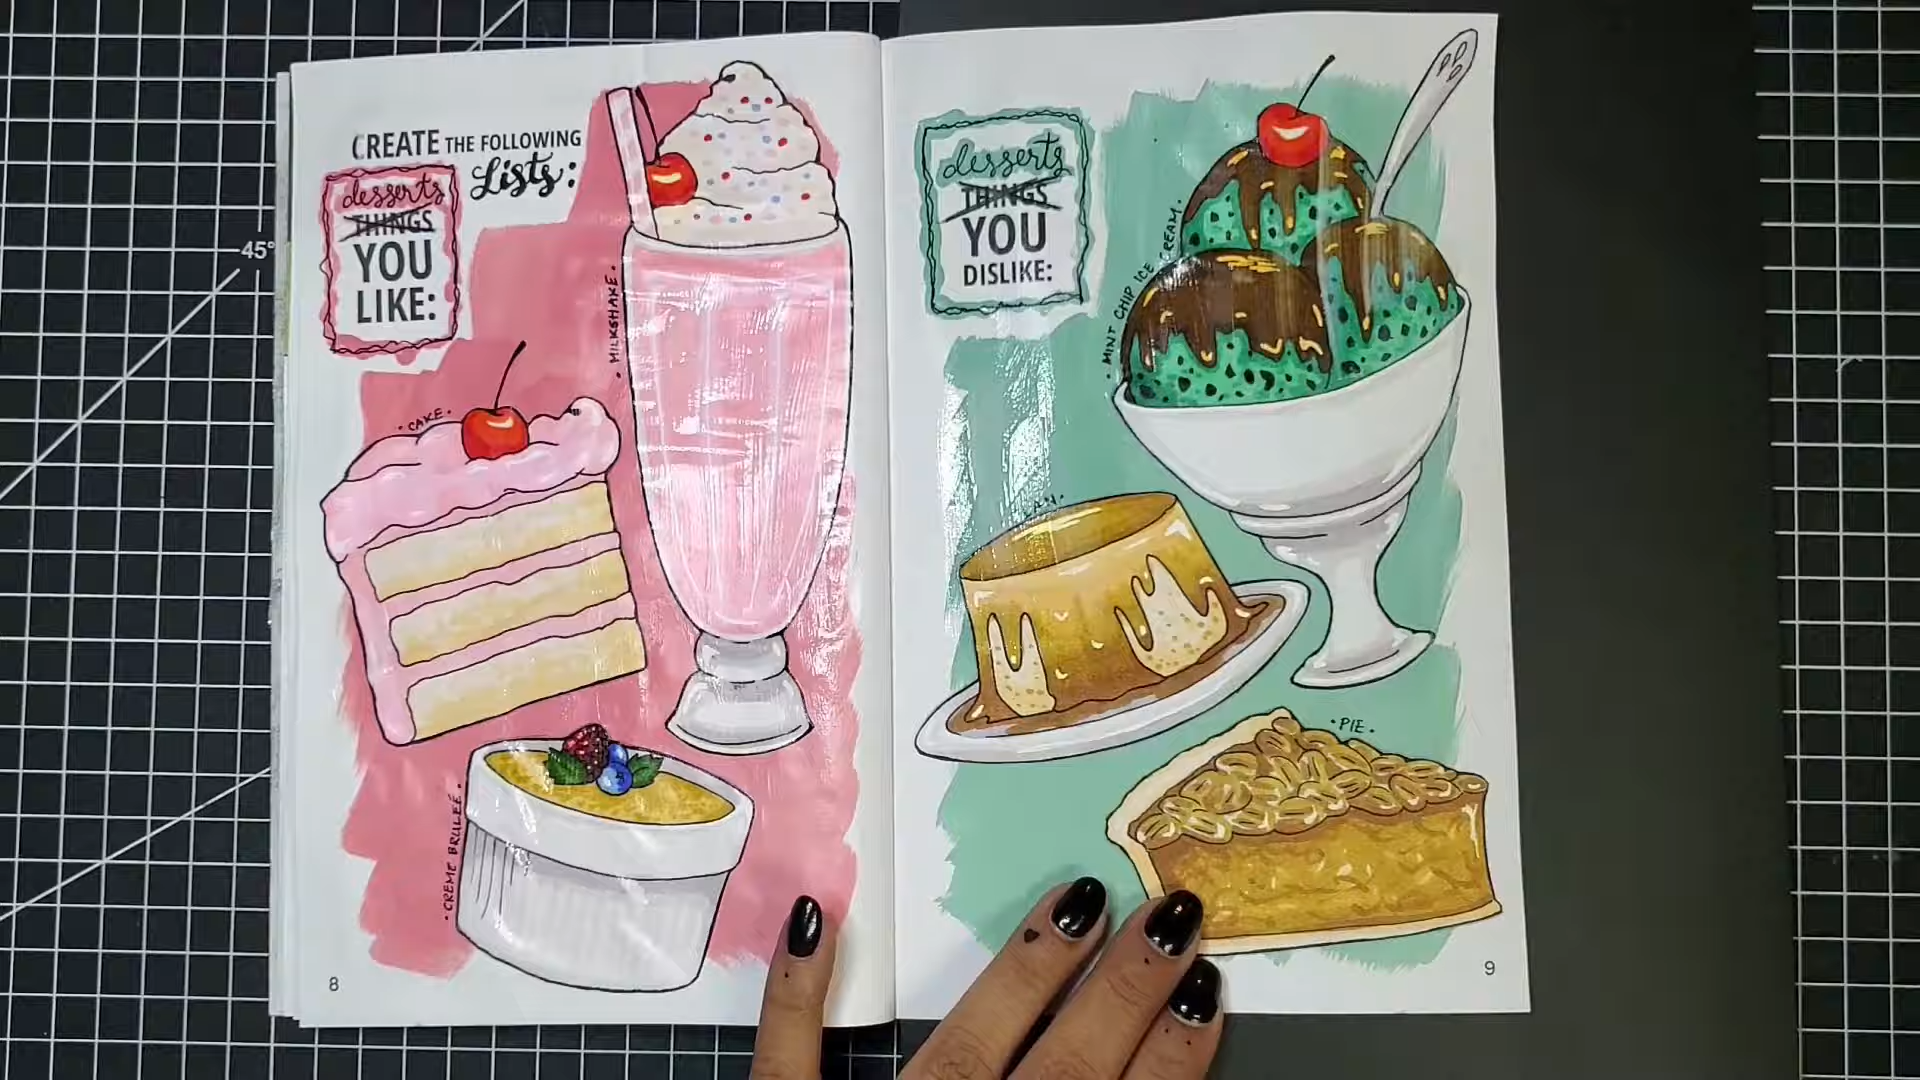 CREATE THE FOLLOWING
Lists:
desserts
THINGS
YOU
LIKE:
• MILKSHAKE •
• CAKE •
• CREME BRULEÉ •
8
desserts
THINGS
YOU
DISLIKE:
• MINT CHIP ICE CREAM •
• PIE •
9
45°